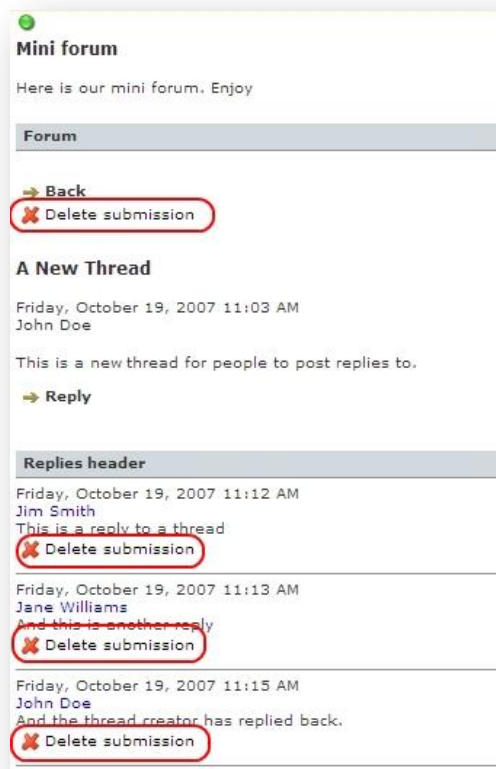 Mini forum
Here is our mini forum. Enjoy
Forum
Back
Delete submission
A New Thread
Friday, October 19, 2007 11:03 AM
John Doe
This is a new thread for people to post replies to.
Reply
Replies header
Friday, October 19, 2007 11:12 AM
Jim Smith
This is a reply to a thread
Delete submission
Friday, October 19, 2007 11:13 AM
Jane Williams
And this is another reply
Delete submission
Friday, October 19, 2007 11:15 AM
John Doe
And the thread creator has replied back.
Delete submission